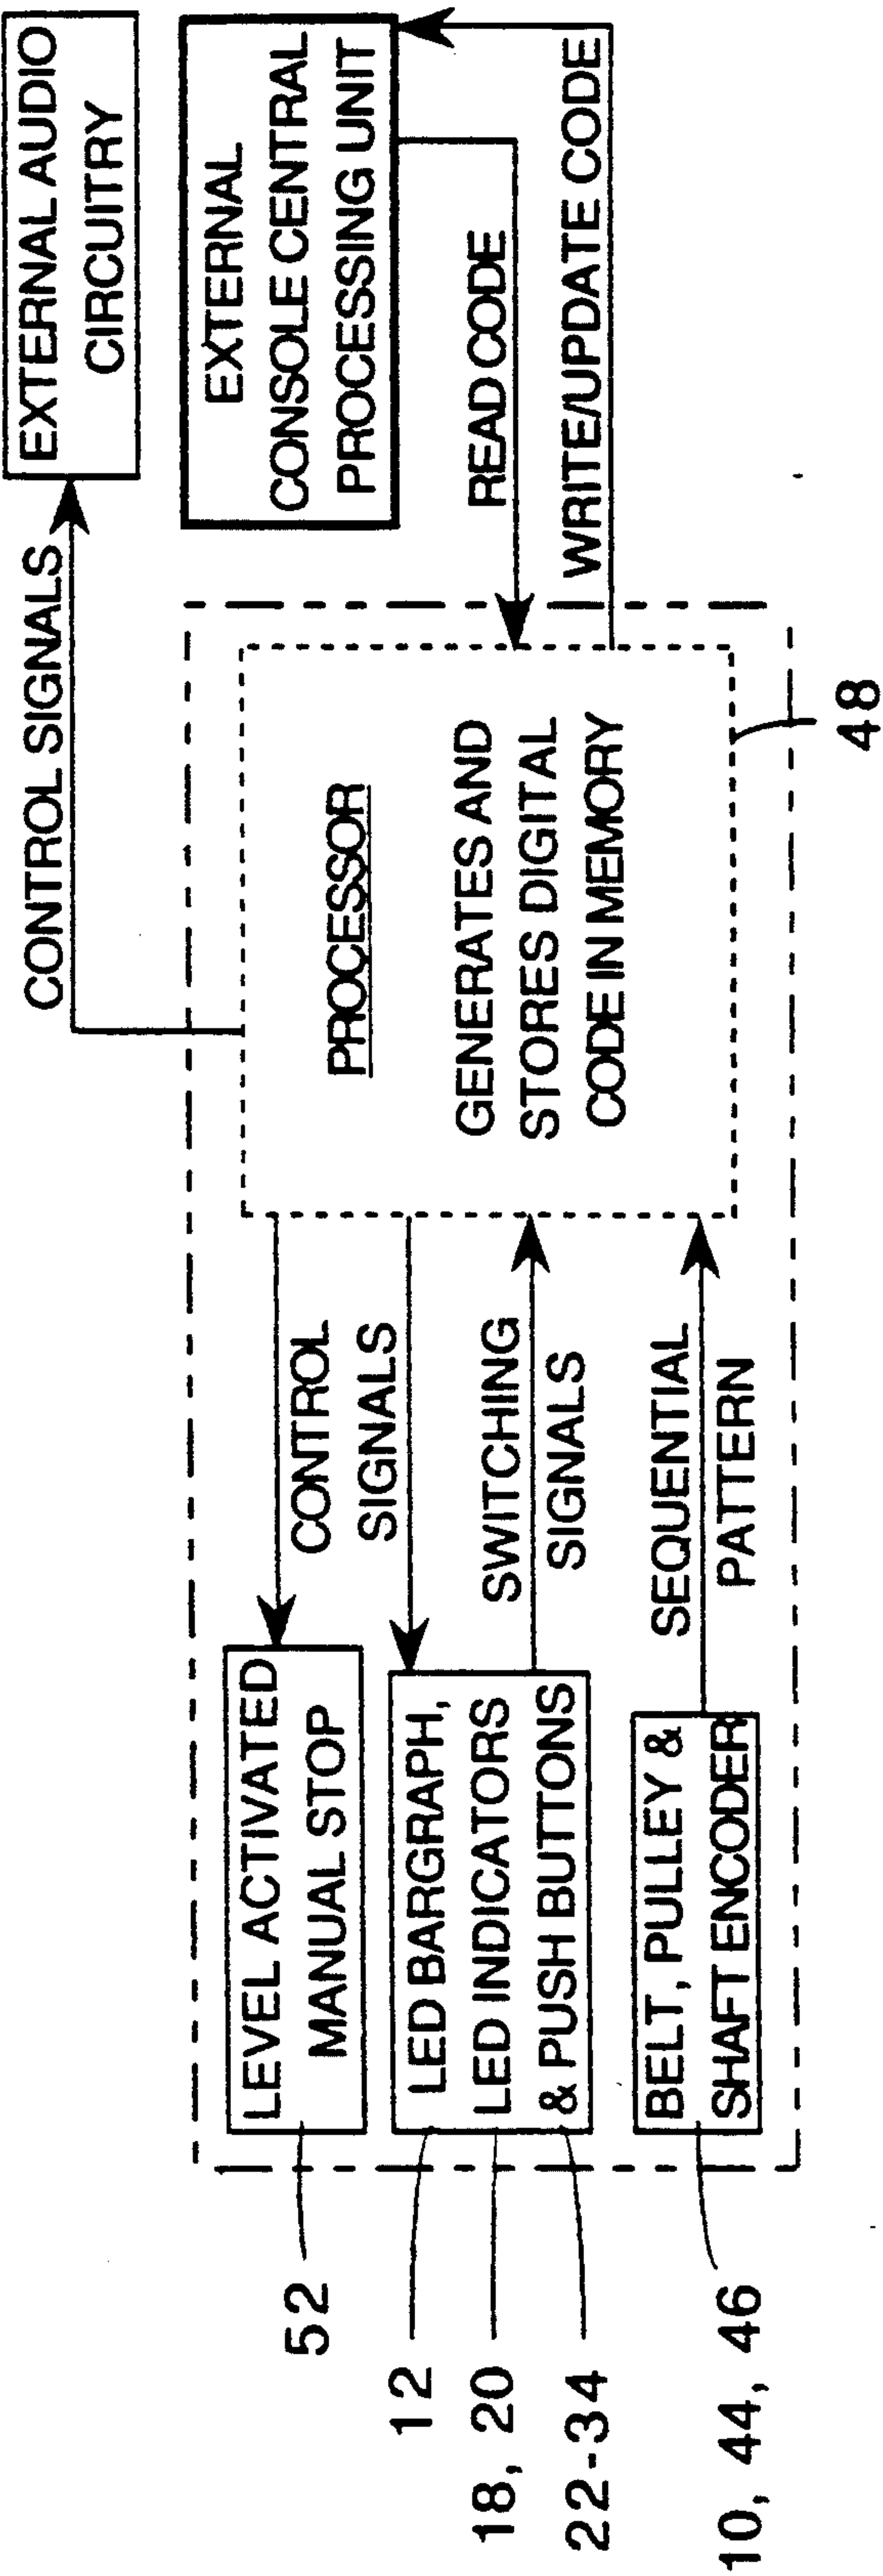 EXTERNAL AUDIO
CIRCUITRY
CONTROL SIGNALS
EXTERNAL
CONSOLE CENTRAL
PROCESSING UNIT
READ CODE
WRITE/UPDATE CODE
PROCESSOR
GENERATES AND
STORES DIGITAL
CODE IN MEMORY
48
CONTROL
SIGNALS
SWITCHING
SIGNALS
SEQUENTIAL
PATTERN
LEVEL ACTIVATED
MANUAL STOP
LED BARGRAPH,
LED INDICATORS
& PUSH BUTTONS
BELT, PULLEY &
SHAFT ENCODER
52
12
18, 20
22-34
10, 44, 46